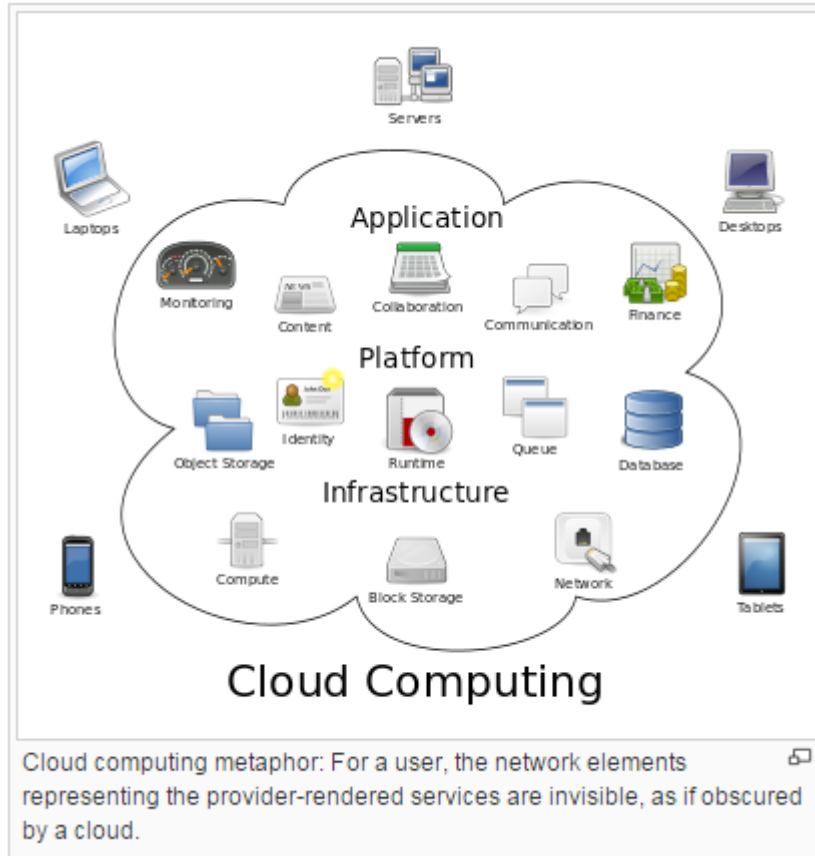 Servers
Laptops
Desktops
Application
Monitoring
Content
Collaboration
Communication
Finance
Platform
Object Storage
Identity
Runtime
Queue
Database
Infrastructure
Compute
Block Storage
Network
Phones
Tablets
Cloud Computing
Cloud computing metaphor: For a user, the network elements
representing the provider-rendered services are invisible, as if obscured
by a cloud.